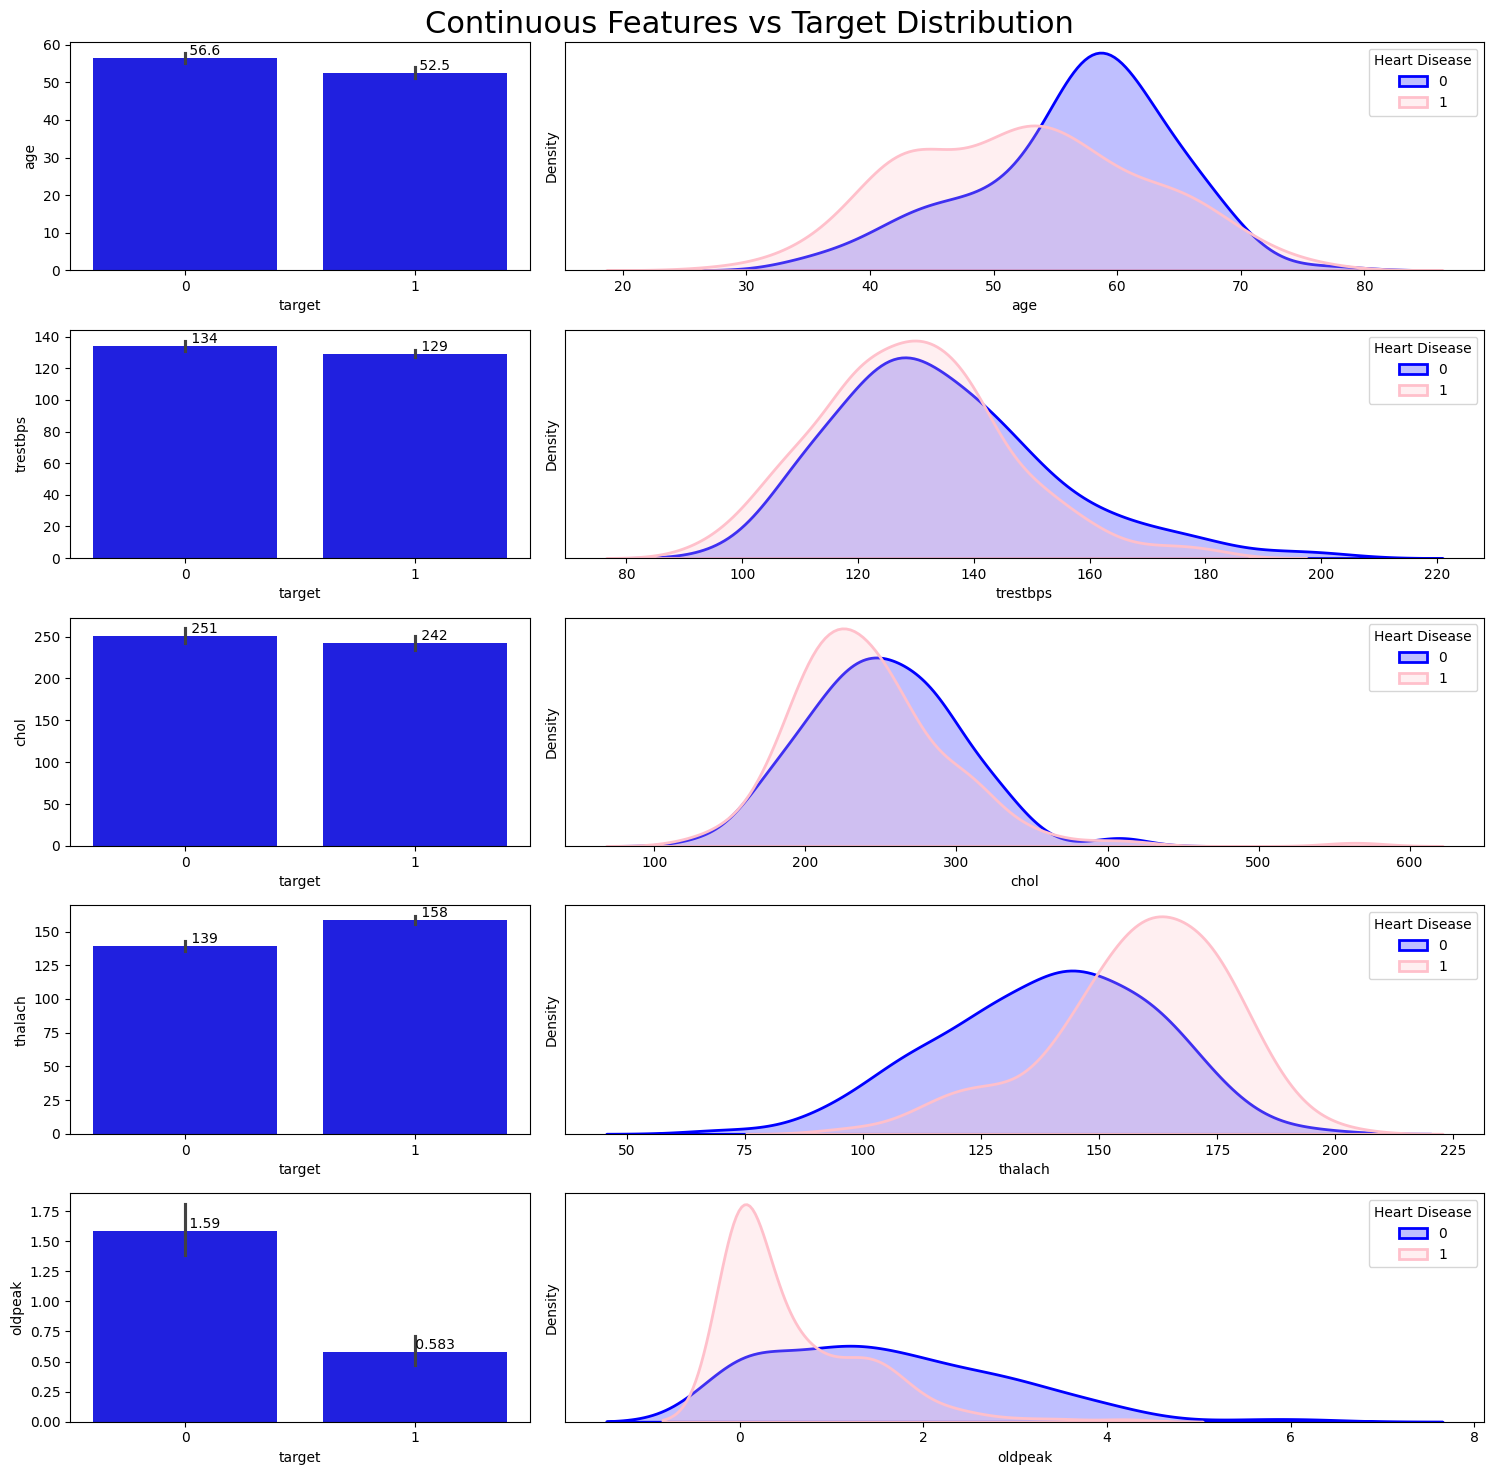 Continuous Features vs Target Distribution
60
50
40
30
20
10
0
age
56.6
52.5
0 1
target
Density
Heart Disease
0
1
20 30 40 50 60 70 80
age
140
120
100
80
60
40
20
0
trestbps
134
129
0 1
target
Density
Heart Disease
0
1
80 100 120 140 160 180 200 220
trestbps
250
200
150
100
50
0
chol
251
242
0 1
target
Density
Heart Disease
0
1
100 200 300 400 500 600
chol
150
125
100
75
50
25
0
thalach
139
158
0 1
target
Density
Heart Disease
0
1
50 75 100 125 150 175 200 225
thalach
1.75
1.50
1.25
1.00
0.75
0.50
0.25
0.00
oldpeak
1.59
0.583
0 1
target
Density
Heart Disease
0
1
0 2 4 6 8
oldpeak